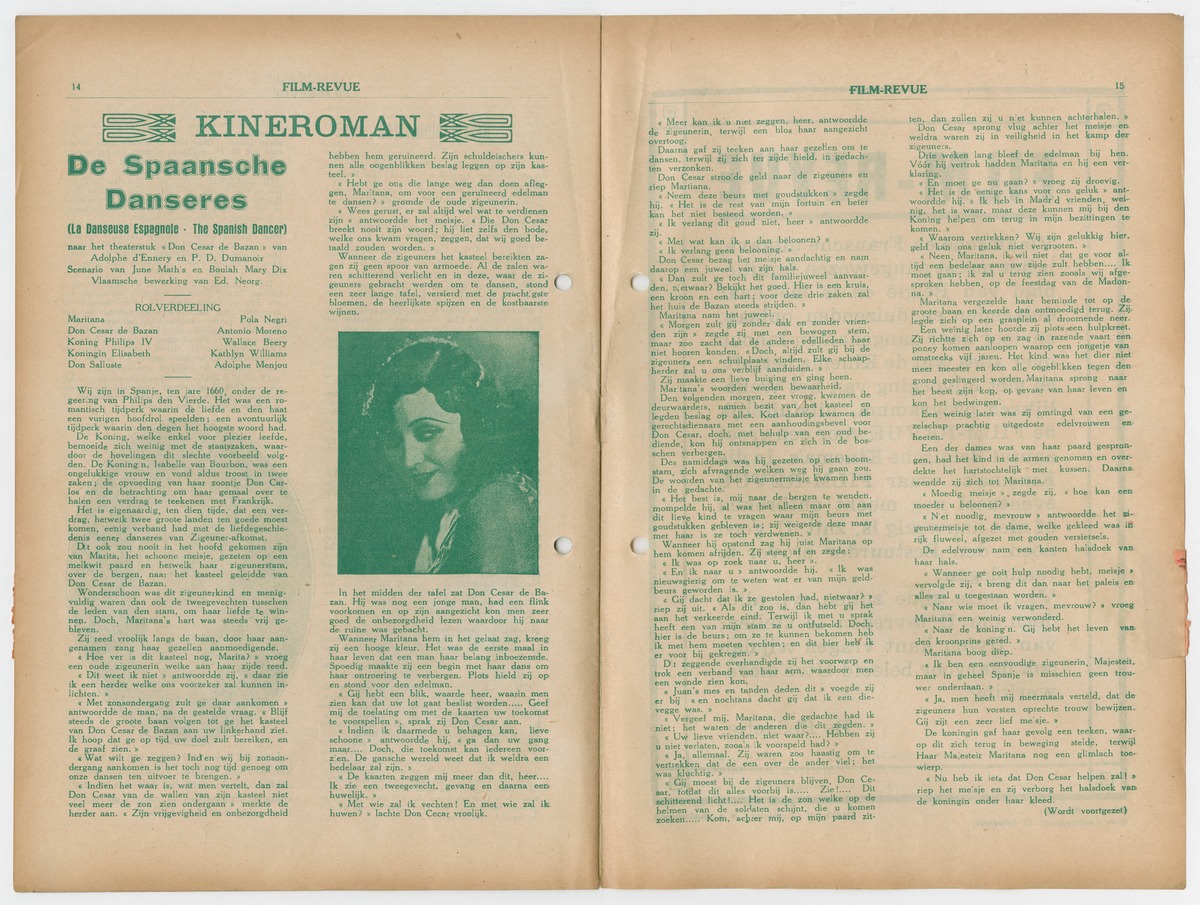 14
FILM-REVUE
KINEROMAN
De Spaansche
Danseres
(La Danseuse Espagnole - The Spanish Dancer)
naar het theaterstuk « Don Cesar de Bazan » van
Adolphe d'Ennery en P. D. Dumanoir
Scenario van June Math's en Boulah Mary Dix
Vlaamsche bewerking van Ed. Neorg.
ROLVERDEELING
Maritana Pola Negri
Don Cesar de Bazan Antonio Moreno
Koning Philips IV Wallace Beery
Koningin Elisabeth Kathlyn Williams
Don Salluate Adolphe Menjou
Wij zijn in Spanje, ten jare 1660, onder de re-
geering van Philips den Vierde. Het was een ro-
mantisch tijdperk waarin de liefde en den haat
een vurigen hoofdrol speelden; een avontuurlijk
tijdperk waarin den degen het hoogste woord had.
De Koning, welke enkel voor plezier leefde,
bemoeide zich weinig met de staatszaken, waar-
door de hovelingen dit slechte voorbeeld volg-
den. De Koning n, Isabelle van Bourbon, was een
ongelukkige vrouw en vond aldus troost in twee
zaken; de opvoeding van haar zoontje Don Car-
los en de betrachting om haar gemaal over te
halen een verdrag te teekenen met Frankrijk.
Het is eigenaardig, ten dien tijde, dat een ver-
drag, hetwelk twee groote landen ten goede moest
komen, eenig verband had met de liefdegeschie-
denis eener danseres van Zigeuner-afkomst.
Dit ook zou nooit in het hoofd gekomen zijn
van Marita, het schoone meisje, gezeten op een
melkwit paard en hetwelk haar zigeunerstam,
over de bergen, naar het kasteel geleidde van
Don Cesar de Bazan.
Wonderschoon was dit zigeunerkind en menig-
vuldig waren dan ook de tweegevechten tusschen
de leden van den stam, om haar liefde te win-
nen. Doch, Maritana's hart was steeds vrij ge-
bleven.
Zij reed vroolijk langs de baan, door haar aan-
genamen zang haar gezellen aanmoedigende.
« Hoe ver is dit kasteel nog, Marita? » vroeg
een oude zigeunerin welke aan haar zijde reed.
« Dit weet ik niet » antwoordde zij, « daar zie
ik een herder welke ons voorzeker zal kunnen in-
lichten. »
« Met zonsondergang zult ge daar aankomen »
antwoordde de man, na de gestelde vraag. « Blijf
steeds de groote baan volgen tot ge het kasteel
van Don Cesar de Bazan aan uw linkerhand ziet.
Ik hoop dat ge op tijd uw doel zult bereiken, en
de graaf zien. »
« Wat wilt ge zeggen? Ind en wij bij zonson-
dergang aankomen is het toch nog tijd genoeg om
onze dansen ten uitvoer te brengen. »
« Indien het waar is, wat men vertelt, dan zal
Don Cesar van de wallen van zijn kasteel niet
veel meer de zon zien ondergaan » merkte de
herder aan. « Zijn vrijgevigheid en onbezorgdheid
hebben hem geruineerd. Zijn schuldeischers kun-
nen alle oogenblikken beslag leggen op zijn kas-
teel. »
« Hebt ge ons die lange weg dan doen afleg-
gen, Maritana, om voor een geruïneerd edelman
te dansen? » gromde de oude zigeunerin.
« Wees gerust, er zal altijd wel wat te verdienen
zijn » antwoordde het meisje. « Die Don Cesar
breekt nooit zijn woord; hij liet zelfs den bode,
welke ons kwam vragen, zeggen, dat wij goed be-
taald zouden worden. »
Wanneer de zigeuners het kasteel bereikten za-
gen zij geen spoor van armoede. Al de zalen wa-
ren schitterend verlicht en in deze, waar de zi-
geuners gebracht werden om te dansen, stond
een zeer lange tafel, versierd met de prachtigste
bloemen, de heerlijkste spijzen en de kostbaarste
wijnen.
In het midden der tafel zat Don Cesar de Ba-
zan. Hij was nog een jonge man, had een flink
voorkomen en op zijn aangezicht kon men zeer
goed de onbezorgdheid lezen waardoor hij naar
de ruïne was gebacht.
Wanneer Maritana hem in het gelaat zag, kreeg
zij een hooge kleur. Het was de eerste maal in
haar leven dat een man haar belang inboezemde.
Spoedig maakte zij een begin met haar dans om
haar ontroering te verbergen. Plots hield zij op
en stond voor den edelman.
« Gij hebt een blik, waarde heer, waarin men
zien kan dat uw lot gaat beslist worden..... Geef
mij de toelating om met de kaarten uw toekomst
te voorspellen », sprak zij Don Cesar aan.
« Indien ik daarmede u behagen kan, lieve
schoone » antwoordde hij, « ga dan uw gang
maar.... Doch, die toekomst kan iedereen voor-
z'en. De gansche wereld weet dat ik weldra een
bedelaar zal zijn. »
« De kaarten zeggen mij meer dan dit, heer....
Ik zie een tweegevecht, gevang en daarna een
huwelijk. »
« Met wie zal ik vechten! En met wie zal ik
huwen? » lachte Don Cecar vroolijk.
FILM-REVUE
15
« Meer kan ik u niet zeggen, heer, antwoordde
de zigeunerin, terwijl een blos haar aangezicht
overtoog.
Daarna gaf zij teeken aan haar gezellen om te
dansen, terwijl zij zich ter zijde hield, in gedach-
ten verzonken.
Don Cesar strooide geld naar de zigeuners en
riep Martiana.
« Neem deze beurs met goudstukken » zegde
hij. « Het is de rest van mijn fortuin en beter
kan het niet besteed worden. »
« Ik verlang dit goud niet, heer » antwoordde
zij.
« Met wat kan ik u dan beloonen? »
« Ik verlang geen belooning. »
Don Cesar bezag het meisje aandachtig en nam
daarop een juweel van zijn hals.
« Dan zult ge toch dit familiejuweel aanvaar-
den, n,etwaar? Bekijkt het goed. Hier is een kruis,
een kroon en een hart; voor deze drie zaken zal
het huis de Bazan steeds strijden. »
Maritana nam het juweel.
« Morgen zult gij zonder dak en zonder vrien-
den zijn » zegde zij met een bewogen stem,
maar zoo zacht dat de andere edellieden haar
niet hooren konden. « Doch, altijd zult gij bij de
zigeuners een schuilplaats vinden. Elke schaap-
herder zal u ons verblijf aanduiden. »
Zij maakte een lieve buiging en ging heen.
Mar'tana's woorden werden bewaarheid.
Den volgenden morgen, zeer vroeg, kwemen de
deurwaarders, namen bezit van het kasteel en
legden beslag op alles. Kort daarop kwamen de
gerechtsdienaars met een aanhoudingsbevel voor
Don Cesar, doch, met behulp van een oud be-
diende, kon hij ontsnappen en zich in de bos-
schen verbergen.
Des namiddags was hij gezeten op een boom-
stam, zich afvragende welken weg hij gaan zou.
De woorden van het zigeunermeisje kwamen hem
in de gedachte.
« Het best is, mij naar de bergen te wenden,
mompelde hij, al was het alleen maar om aan
dit lieve kind te vragen waar mijn beurs met
goudstukken gebleven is; zij weigerde deze maar
met haar is ze toch verdwenen. »
Wanneer hij opstond zag hij juist Maritana op
hem komen afrijden. Zij steeg af en zegde :
« Ik was op zoek naar u, heer ».
« En ik naar u » antwoordde hij. « Ik was
nieuwsgierig om te weten wat er van mijn geld-
beurs geworden is. »
« Gij dacht dat ik ze gestolen had, nietwaar? »
riep zij uit. « Als dit zoo is, dan hebt gij het
aan het verkeerde eind. Terwijl ik met u sprak
heeft een van mijn stam ze u ontfutseld. Doch,
hier is de beurs; om ze te kunnen bekomen heb
ik met hem moeten vechten; en dit hier heb ik
er voor bij gekregen. »
D:t zeggende overhandigde zij het voorwerp en
trok een verband van haar arm, waardoor men
een wonde zien kon.
« Juan's mes en tanden deden dit » voegde zij
er bij « en nochtans dacht gij dat ik een die-
vegge was. »
« Vergeef mij, Maritana, die gedachte had ik
niet; het waren de anderen die dit zegden. »
« Uw lieve vrienden, niet waar?.... Hebben zij
u niet verlaten, zooa's ik voorspeld had? »
« Ja, allemaal. Zij waren zoo haastig om te
vertrekken dat de een over de ander viel; het
was kluchtig. »
« Gij moest bij de zigeuners blijven, Don Ce-
sar, totdat dit alles voorbij is..... Zie!.... Dit
schitterend licht!.... Het is de zon welke op de
helmen van de soldaten schijnt, die u komen
zoeken..... Kom, achter mij, op mijn paard zit-
ten, dan zullen zij u n et kunnen achterhalen. »
Don Cesar sprong vlug achter het meisje en
weldra waren zij in veiligheid in het kamp der
zigeuners.
Drie weken lang bleef de edelman bij hen.
Vóór hij vertrok hadden Maritana en hij een ver-
klaring.
« En moet ge nu gaan? » vroeg zij droevig.
« Het is de eenige kans voor ons geluk » ant-
woordde hij. « Ik heb in Madr'd vrienden, wei-
nig, het is waar, maar deze kunnen mij bij den
Koning helpen om terug in mijn bezittingen te
komen. »
« Waarom vertrekken? Wij zijn gelukkig hier,
geld kan ons geluk niet vergrooten. »
« Neen, Maritana, ik wil niet dat ge voor al-
tijd een bedelaar aan uw zijde zult hebben.... Ik
moet gaan; ik zal u terug zien zooals wij afge-
sproken hebben, op de feestdag van de Madon-
na. »
Maritana vergezelde haar beminde tot op de
groote baan en keerde dan ontmoedigd terug. Zij
legde zich op een grasplein al droomende neer.
Een weinig later hoorde zij plotseen hulpkreet.
Zij richtte zich op en zag in razende vaart een
poney komen aanloopen waarop een jongetje van
omstreeks vijf jaren. Het kind was het dier niet
meer meester en kon alle oogeblikken tegen den
grond geslingerd worden. Maritana sprong naar
het beest zijn kop, op gevaar van haar leven en
kon het bedwingen.
Een weinig later was zij omringd van een ge-
zelschap prachtig uitgedoste edelvrouwen en
heeren.
Een der dames was van haar paard gespron-
gen, had het kind in de armen genomen en over-
dekte het hartstochtelijk met kussen. Daarna
wendde zij zich tot Maritana.
« Moedig meisje », zegde zij, « hoe kan een
moeder u beloonen? »
« Niet noodig, mevrouw » antwoordde het zi-
geunermeisje tot de dame, welke gekleed was in
rijk fluweel, afgezet met gouden versiersels.
De edelvrouw nam een kanten halsdoek van
haar hals.
« Wanneer ge ooit hulp noodig hebt, meisje »
vervolgde zij, « breng dit dan naar het paleis en
alles zal u toegestaan worden. »
« Naar wie moet ik vragen, mevrouw? » vroeg
Maritana een weinig verwonderd.
« Naar de koning n. Gij hebt het leven van
den kroonprins gered. »
Maritana boog diep.
« Ik ben een eenvoudige zigeunerin, Majesteit,
maar in geheel Spanje is misschien geen trou-
wer onderdaan. »
« Ja, men heeft mij meermaals verteld, dat de
zigeuners hun vorsten oprechte trouw bewijzen.
Gij zijt een zeer lief me'sje. »
De koningin gaf haar gevolg een teeken, waar-
op dit zich terug in beweging stelde, terwijl
Haar Ma,esteit Maritana nog een glimlach toe-
wierp.
« Nu heb ik iets dat Don Cesar helpen zal! »
riep het me'sje en zij verborg het halsdoek van
de koningin onder haar kleed.
(Wordt voortgezet)